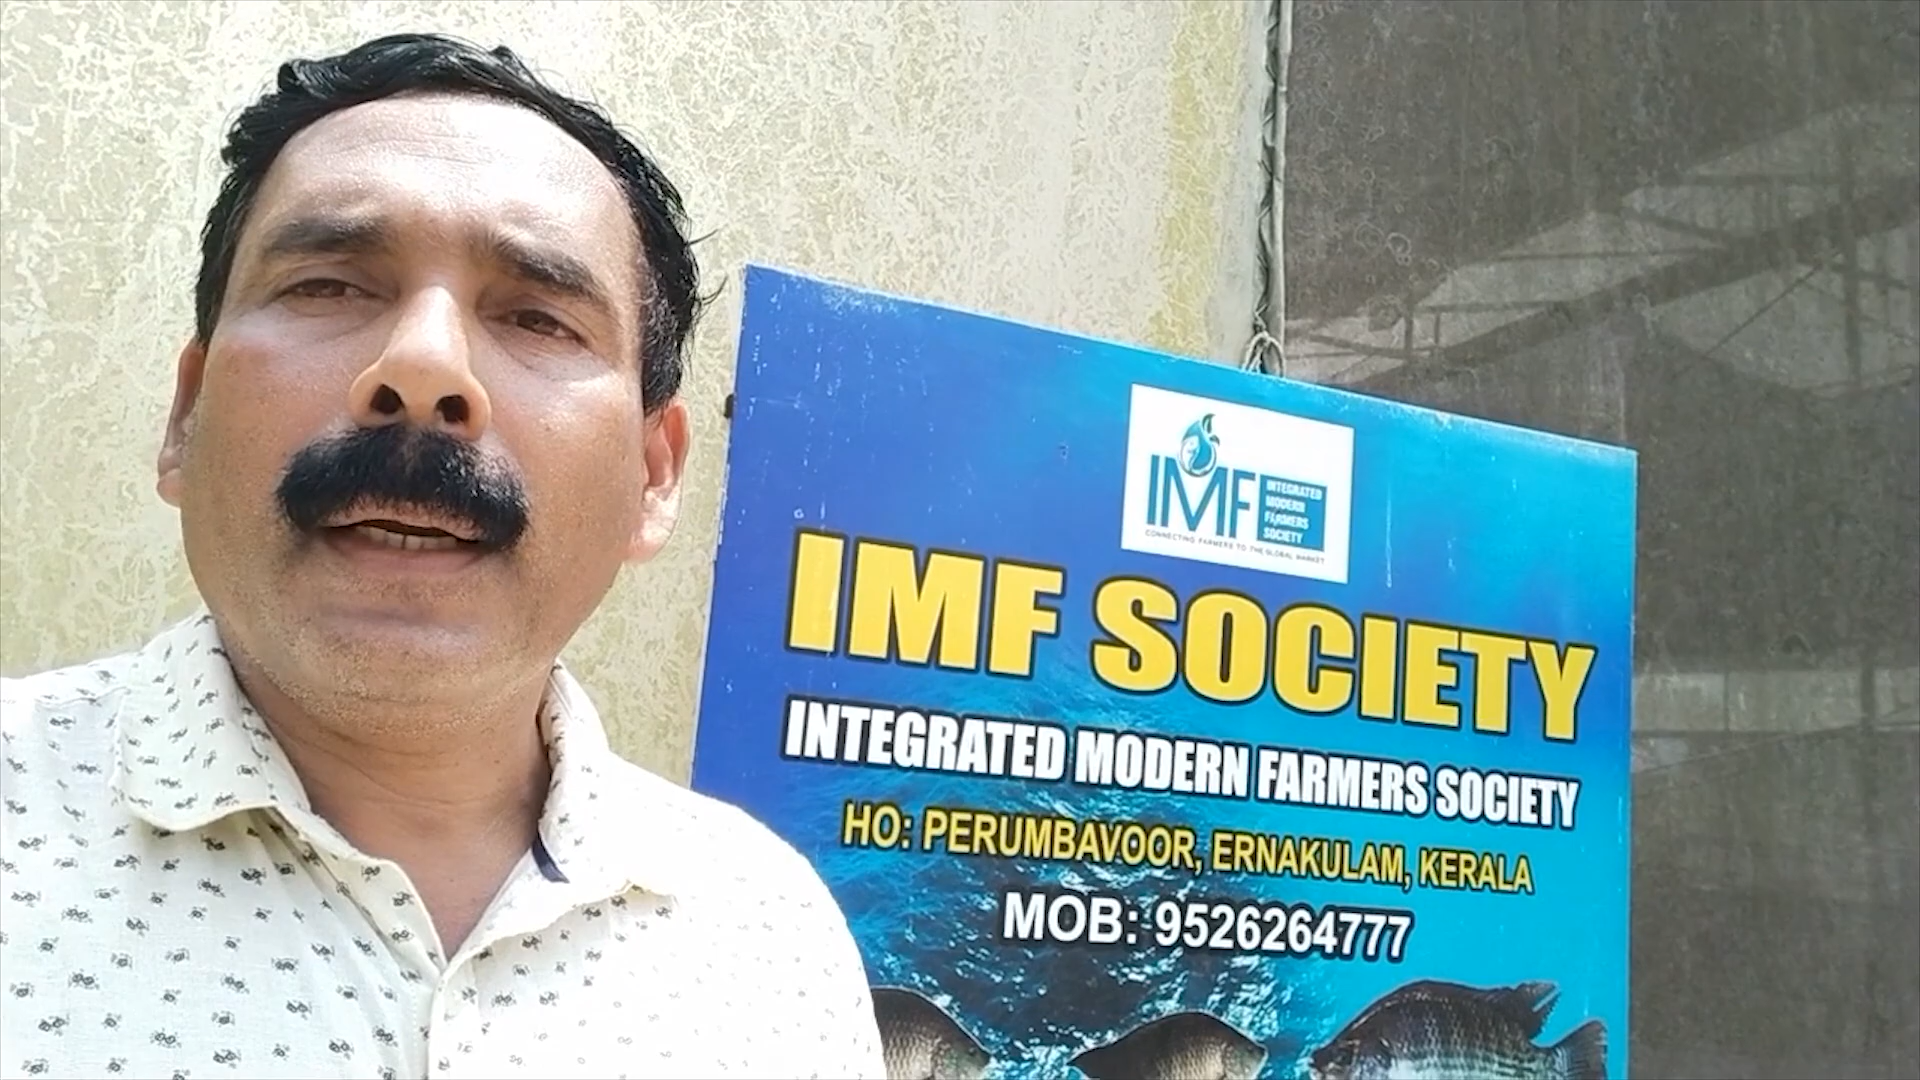 IMF
INTEGRATED
MODERN
FARMERS
SOCIETY
CONNECTING FARMERS TO THE GLOBAL MARKET
IMF SOCIETY
INTEGRATED MODERN FARMERS SOCIETY
HO: PERUMBAVOOR, ERNAKULAM, KERALA
MOB: 9526264777